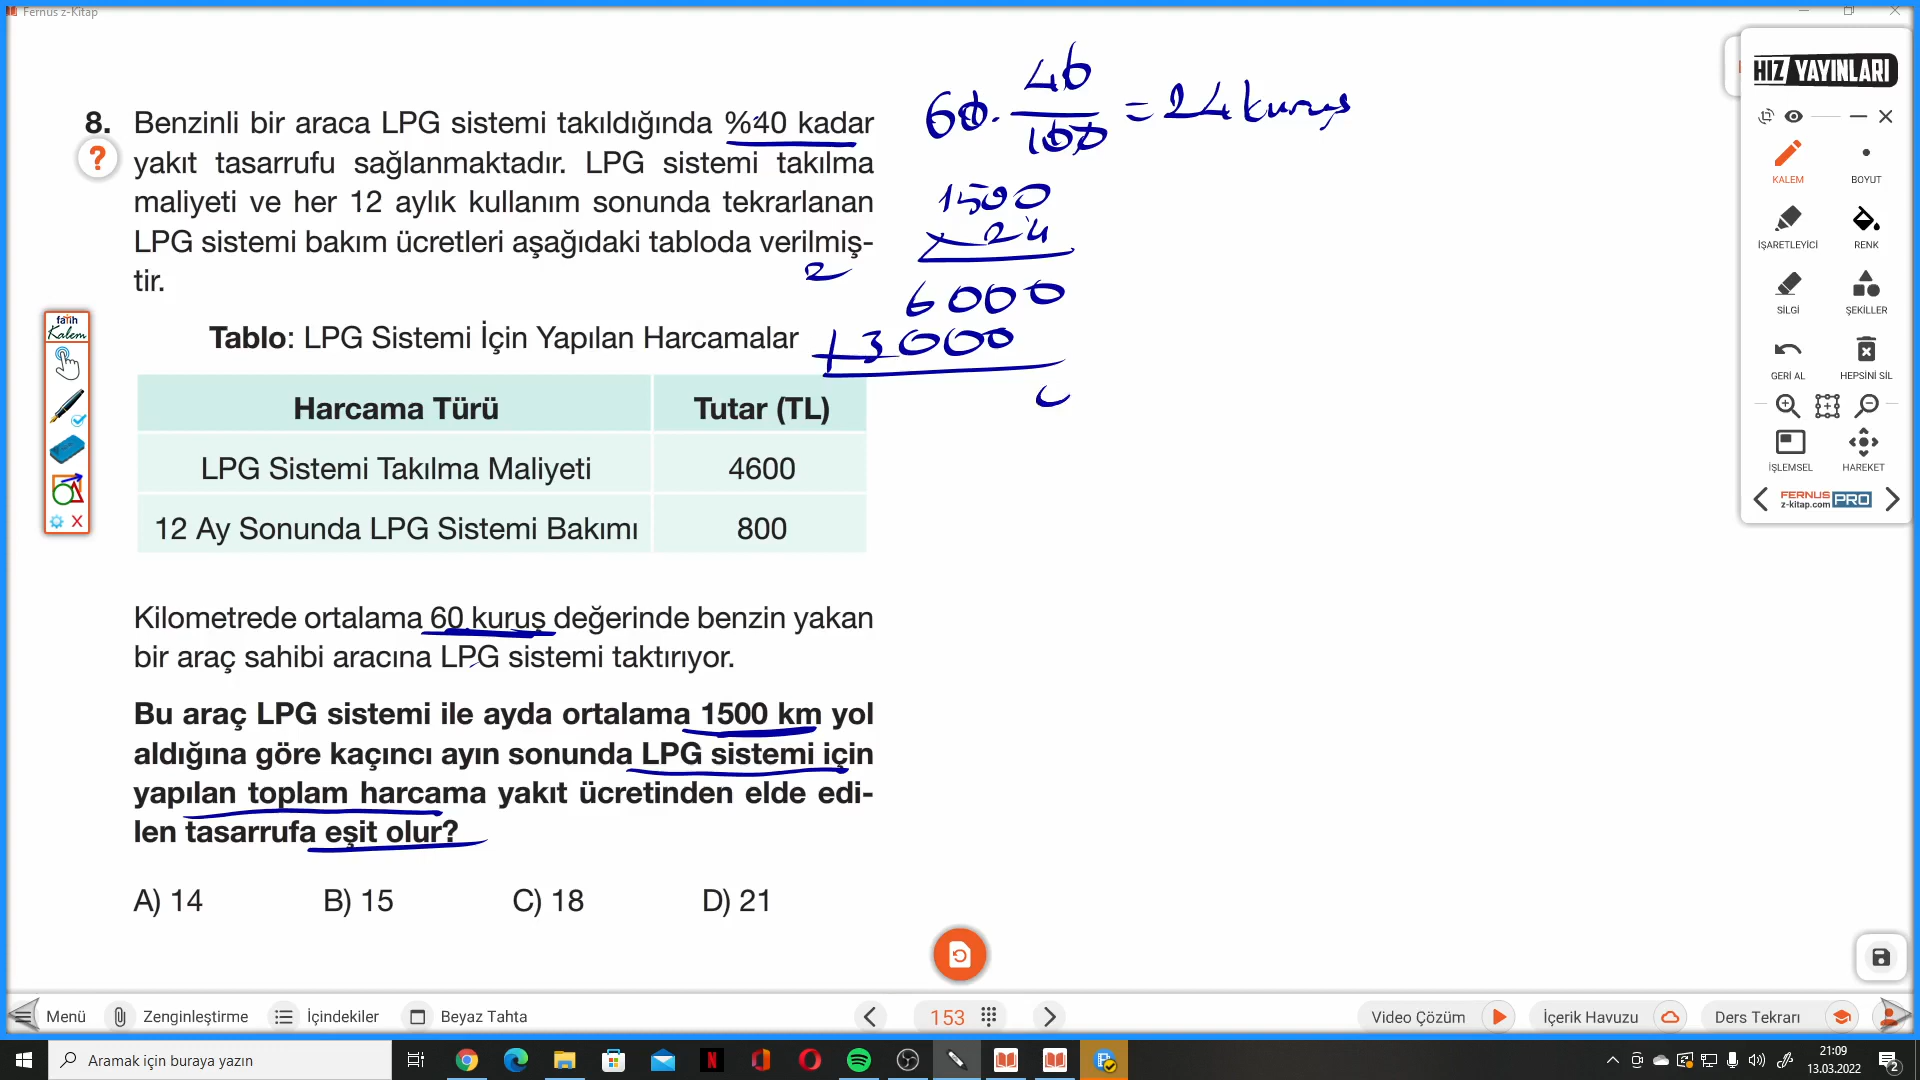 Fernus z-Kitap
8. Benzinli bir araca LPG sistemi takıldığında %40 kadar
yakıt tasarrufu sağlanmaktadır. LPG sistemi takılma
maliyeti ve her 12 aylık kullanım sonunda tekrarlanan
LPG sistemi bakım ücretleri aşağıdaki tabloda verilmiş-
tir.
?
Tablo: LPG Sistemi İçin Yapılan Harcamalar
Harcama Türü Tutar (TL)
LPG Sistemi Takılma Maliyeti 4600
12 Ay Sonunda LPG Sistemi Bakımı 800
Kilometrede ortalama 60 kuruş değerinde benzin yakan
bir araç sahibi aracına LPG sistemi taktırıyor.
Bu araç LPG sistemi ile ayda ortalama 1500 km yol
aldığına göre kaçıncı ayın sonunda LPG sistemi için
yapılan toplam harcama yakıt ücretinden elde edi-
len tasarrufa eşit olur?
A) 14 B) 15 C) 18 D) 21
60. 40/100 = 24 kuruş
1500
x 24
2
6000
+ 3000
fatih
Kalem
HIZ YAYINLARI
KALEM BOYUT
İŞARETLEYİCİ RENK
SİLGİ ŞEKİLLER
GERİ AL HEPSİNİ SİL
İŞLEMSEL HAREKET
FERNUS PRO
z-kitap.com
Menü Zenginleştirme İçindekiler Beyaz Tahta 153 Video Çözüm İçerik Havuzu Ders Tekrarı
Aramak için buraya yazın
21:09
13.03.2022
2